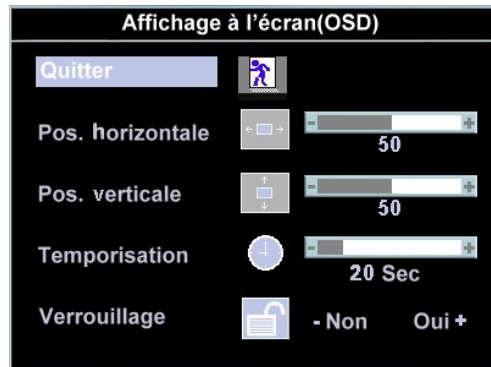 Affichage à l'écran(OSD)
Quitter
Pos. horizontale
- +
50
Pos. verticale
- +
50
Temporisation
- +
20 Sec
Verrouillage - Non Oui +